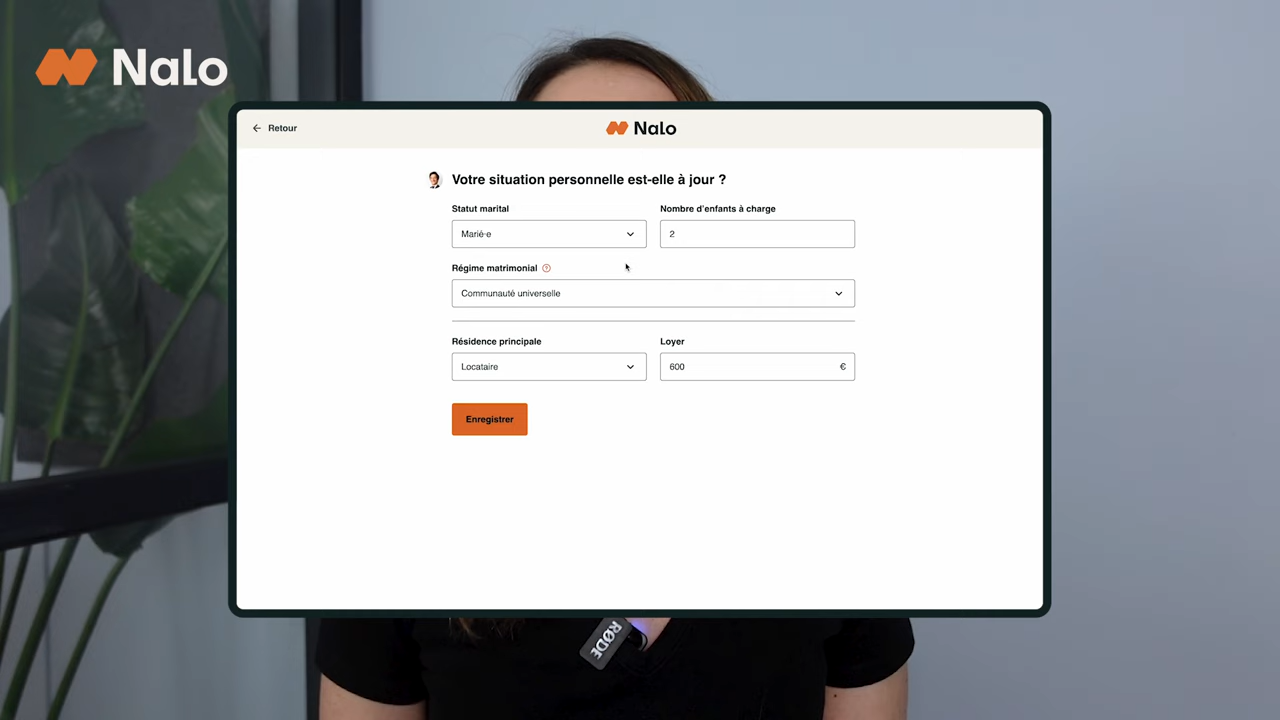 Nalo
Retour
Nalo
Votre situation personnelle est-elle à jour ?
Statut marital
Nombre d'enfants à charge
Marié·e
2
Régime matrimonial ?
Communauté universelle
Résidence principale
Loyer
Locataire
600 €
Enregistrer
RØDE